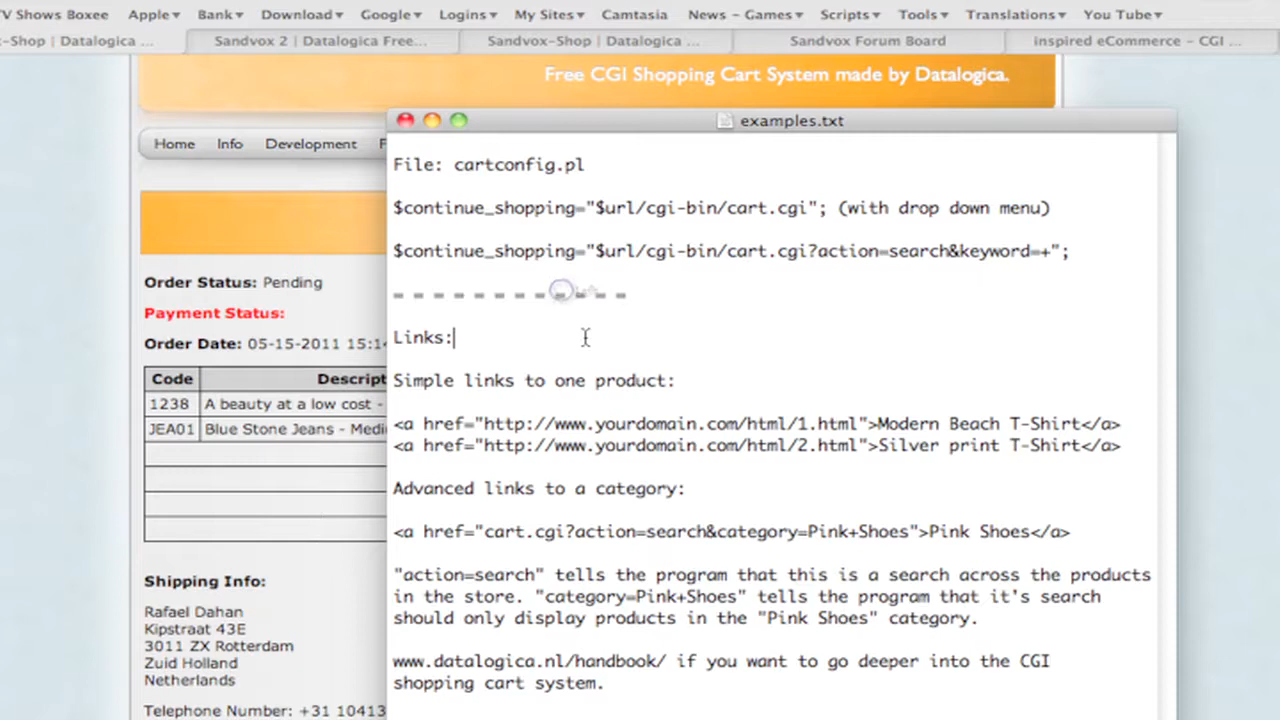 TV Shows Boxee Apple▾ Bank▾ Download▾ Google▾ Logins▾ My Sites▾ Camtasia News – Games▾ Scripts▾ Tools▾ Translations▾ You Tube▾
-Shop | Datalogica ... Sandvox 2 | Datalogica Free... Sandvox-Shop | Datalogica ... Sandvox Forum Board inspired eCommerce – CGI ...
Free CGI Shopping Cart System made by Datalogica.
Home Info Development F
Order Status: Pending
Payment Status:
Order Date: 05-15-2011 15:14
Code Descript
1238 A beauty at a low cost -
JEA01 Blue Stone Jeans - Medi
Shipping Info:
Rafael Dahan
Kipstraat 43E
3011 ZX Rotterdam
Zuid Holland
Netherlands
Telephone Number: +31 10413
examples.txt
File: cartconfig.pl
$continue_shopping="$url/cgi-bin/cart.cgi"; (with drop down menu)
$continue_shopping="$url/cgi-bin/cart.cgi?action=search&keyword=+";
- - - - - - - - - - - -
Links:
Simple links to one product:
<a href="http://www.yourdomain.com/html/1.html">Modern Beach T-Shirt</a>
<a href="http://www.yourdomain.com/html/2.html">Silver print T-Shirt</a>
Advanced links to a category:
<a href="cart.cgi?action=search&category=Pink+Shoes">Pink Shoes</a>
"action=search" tells the program that this is a search across the products
in the store. "category=Pink+Shoes" tells the program that it's search
should only display products in the "Pink Shoes" category.
www.datalogica.nl/handbook/ if you want to go deeper into the CGI
shopping cart system.